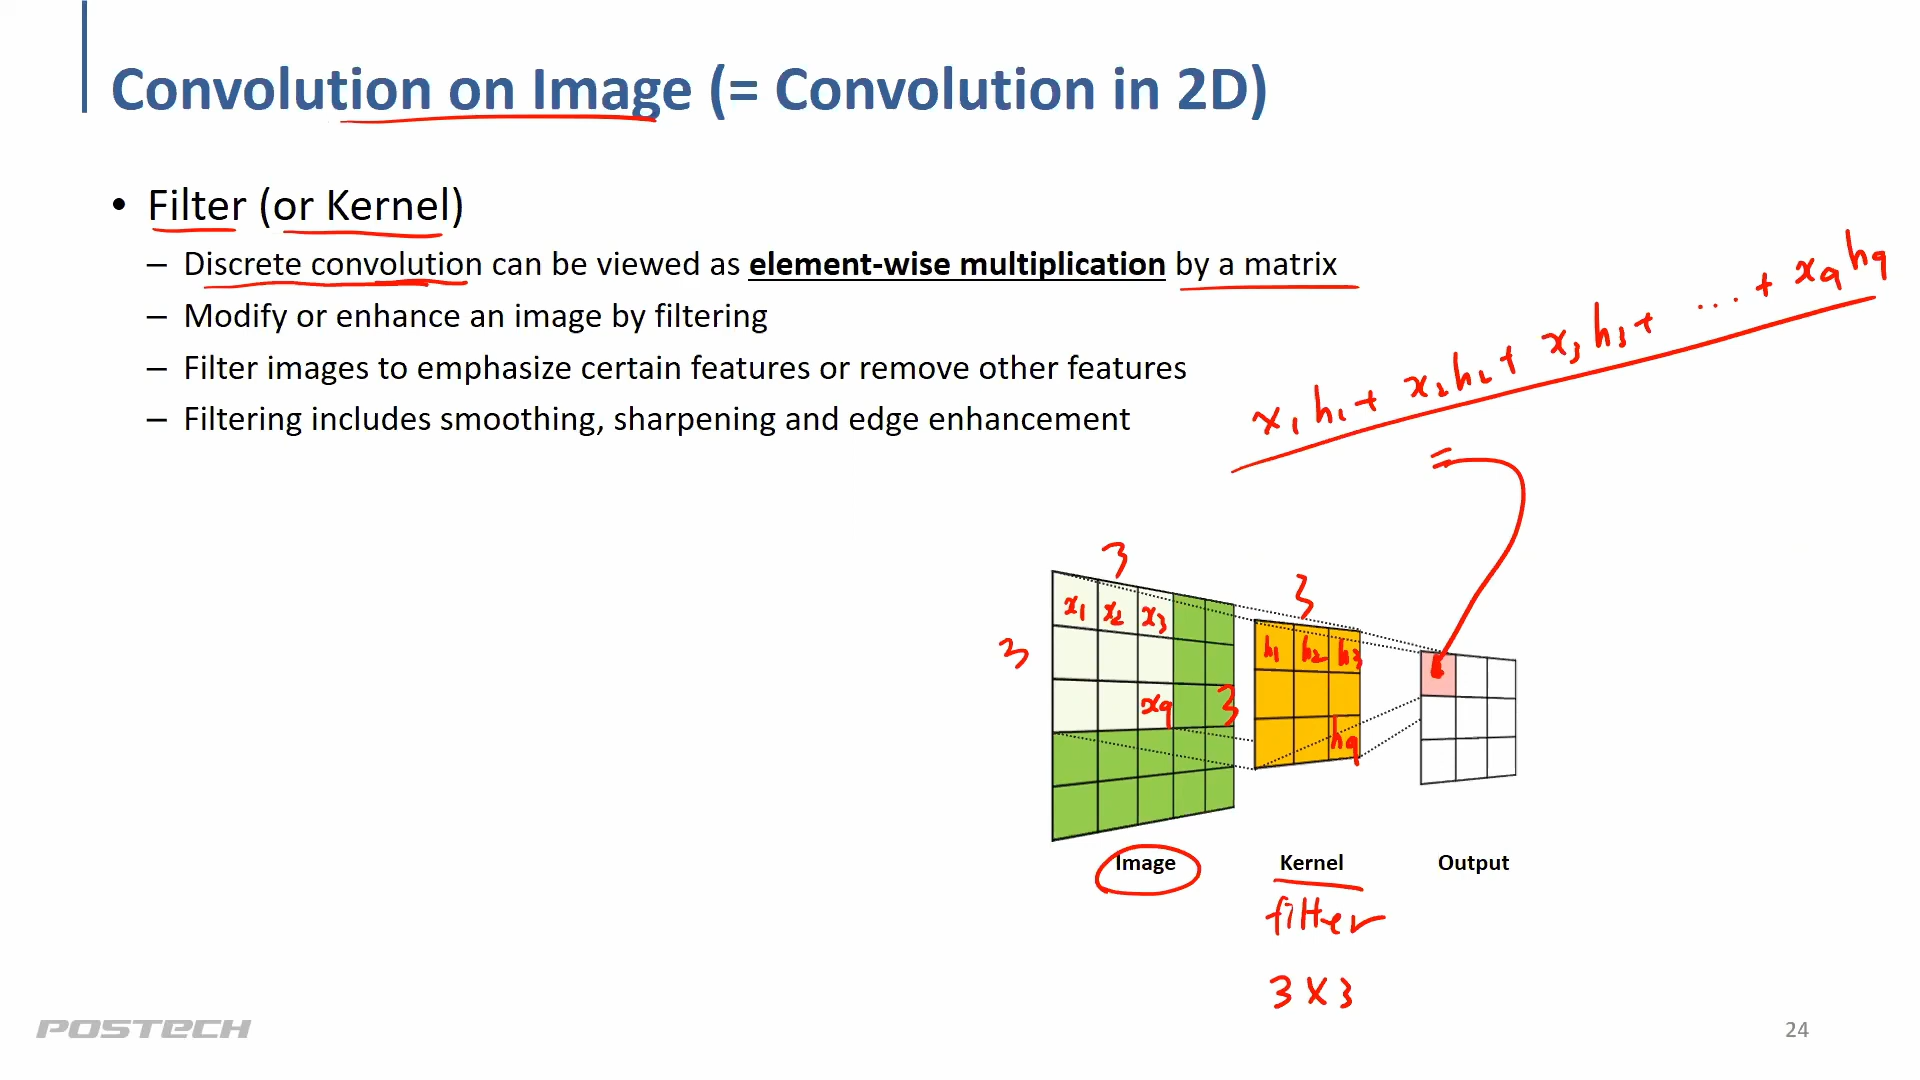 Convolution on Image (= Convolution in 2D)
• Filter (or Kernel)
– Discrete convolution can be viewed as element-wise multiplication by a matrix
– Modify or enhance an image by filtering
– Filter images to emphasize certain features or remove other features
– Filtering includes smoothing, sharpening and edge enhancement
x₁h₁ + x₂h₂ + x₃h₃ + ... + x₉h₉
=
3
3
3
3
x₁ x₂ x₃
x₉
h₁ h₂ h₃
h₉
Image
Kernel
Output
filter
3 x 3
POSTECH
24